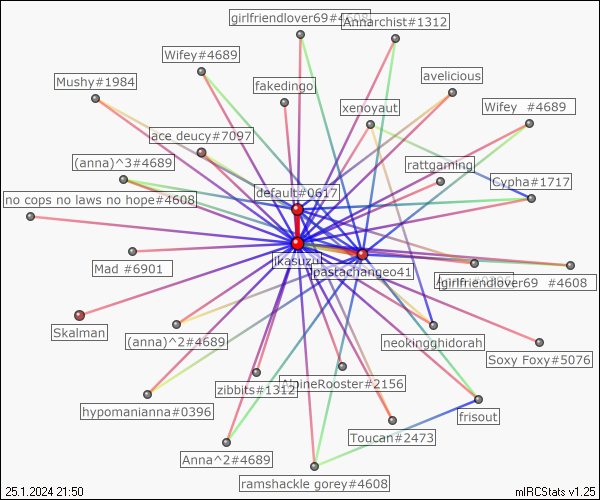 girlfriendlover69#4608
Annarchist#1312
Wifey#4689
avelicious
Mushy#1984
fakedingo
xenoyaut
Wifey #4689
ace deucy#7097
(anna)^3#4689
rattgaming
Cypha#1717
default#0617
no cops no laws no hope#4608
jkasuzu
pastrachangeo41
Mad #6901
girlfriendlover69 #4608
Skalman
(anna)^2#4689
neokingghidorah
Soxy Foxy#5076
AlpineRooster#2156
zibbits#1312
hypomanianna#0396
frisout
Toucan#2473
Anna^2#4689
ramshackle gorey#4608
25.1.2024 21:50
mIRCStats v1.25